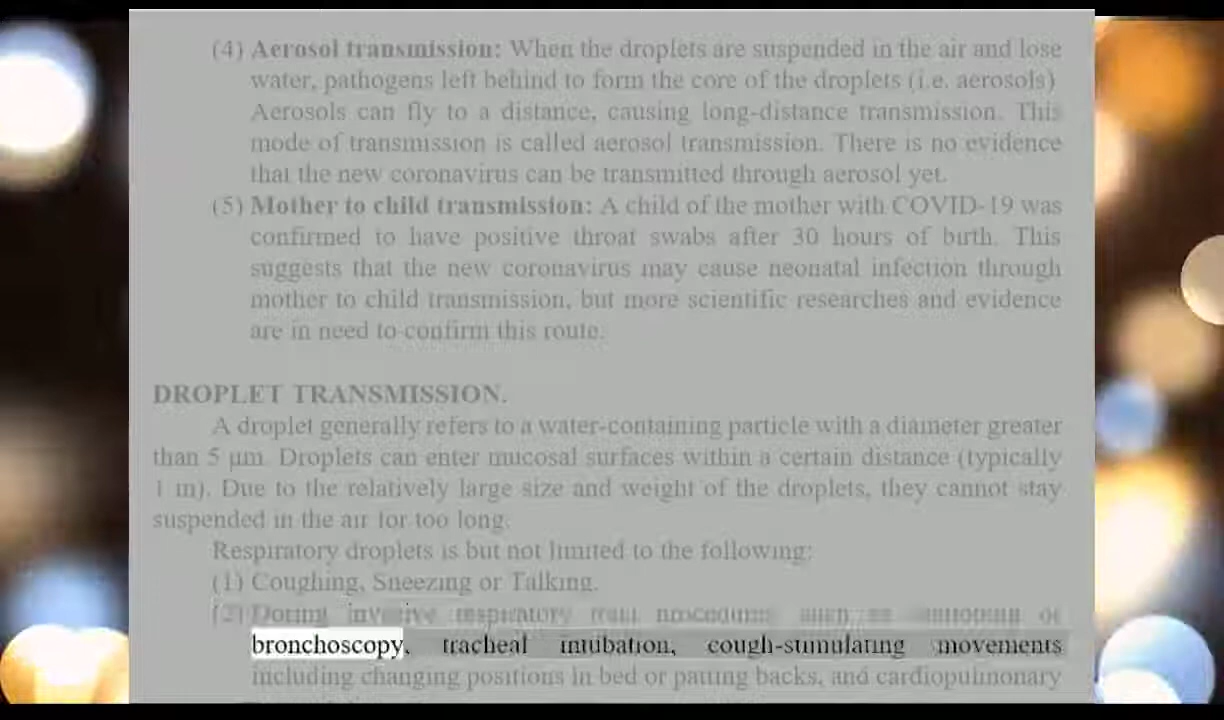 (4) Aerosol transmission: When the droplets are suspended in the air and lose
water, pathogens left behind to form the core of the droplets (i.e. aerosols)
Aerosols can fly to a distance, causing long-distance transmission. This
mode of transmission is called aerosol transmission. There is no evidence
that the new coronavirus can be transmitted through aerosol yet.
(5) Mother to child transmission: A child of the mother with COVID-19 was
confirmed to have positive throat swabs after 30 hours of birth. This
suggests that the new coronavirus may cause neonatal infection through
mother to child transmission, but more scientific researches and evidence
are in need to confirm this route.
DROPLET TRANSMISSION.
A droplet generally refers to a water-containing particle with a diameter greater
than 5 µm. Droplets can enter mucosal surfaces within a certain distance (typically
1 m). Due to the relatively large size and weight of the droplets, they cannot stay
suspended in the air for too long.
Respiratory droplets is but not limited to the following:
(1) Coughing, Sneezing or Talking.
(2) invasive respiratory procedures such as or
bronchoscopy, tracheal intubation, cough-stimulating movements
including changing positions in bed or patting backs, and cardiopulmonary